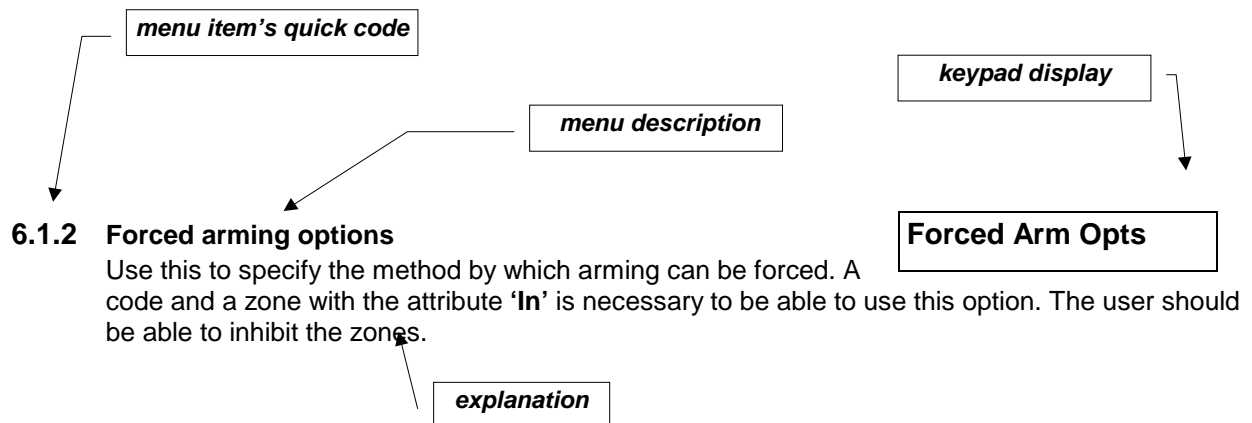 menu item's quick code
keypad display
menu description
6.1.2 Forced arming options
Forced Arm Opts
Use this to specify the method by which arming can be forced. A
code and a zone with the attribute ‘In’ is necessary to be able to use this option. The user should
be able to inhibit the zones.
explanation